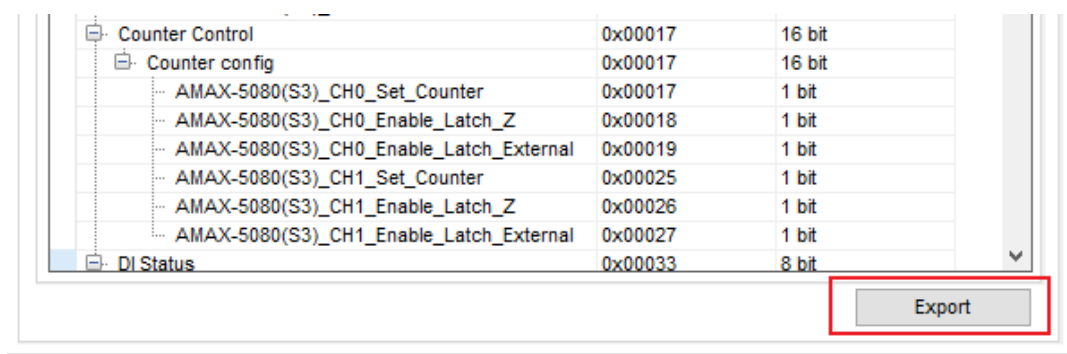 Counter Control 0x00017 16 bit
Counter config 0x00017 16 bit
AMAX-5080(S3)_CH0_Set_Counter 0x00017 1 bit
AMAX-5080(S3)_CH0_Enable_Latch_Z 0x00018 1 bit
AMAX-5080(S3)_CH0_Enable_Latch_External 0x00019 1 bit
AMAX-5080(S3)_CH1_Set_Counter 0x00025 1 bit
AMAX-5080(S3)_CH1_Enable_Latch_Z 0x00026 1 bit
AMAX-5080(S3)_CH1_Enable_Latch_External 0x00027 1 bit
DI Status 0x00033 8 bit
Export